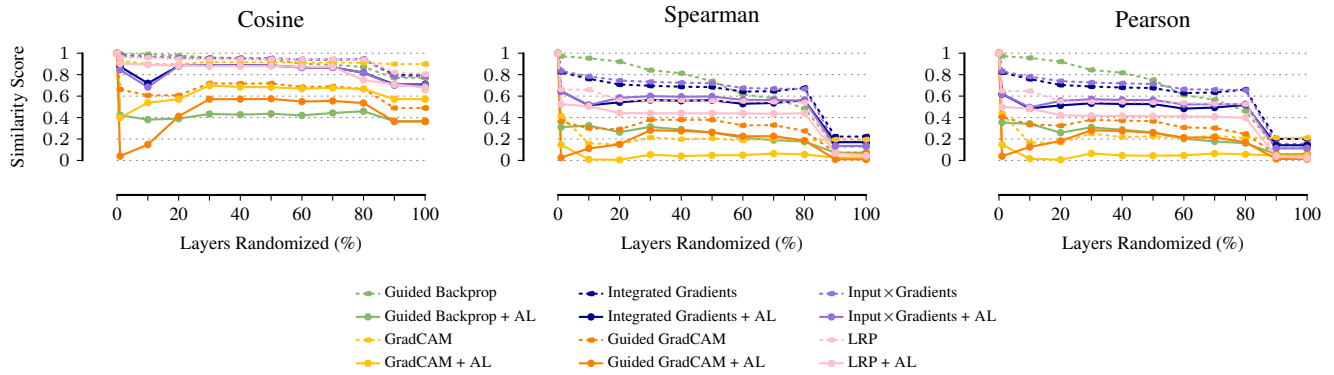 Cosine
Spearman
Pearson
Similarity Score
1
0.8
0.6
0.4
0.2
0
1
0.8
0.6
0.4
0.2
0
1
0.8
0.6
0.4
0.2
0
0 20 40 60 80 100
0 20 40 60 80 100
0 20 40 60 80 100
Layers Randomized (%)
Layers Randomized (%)
Layers Randomized (%)
Guided Backprop
Integrated Gradients
Input×Gradients
Guided Backprop + AL
Integrated Gradients + AL
Input×Gradients + AL
GradCAM
Guided GradCAM
LRP
GradCAM + AL
Guided GradCAM + AL
LRP + AL